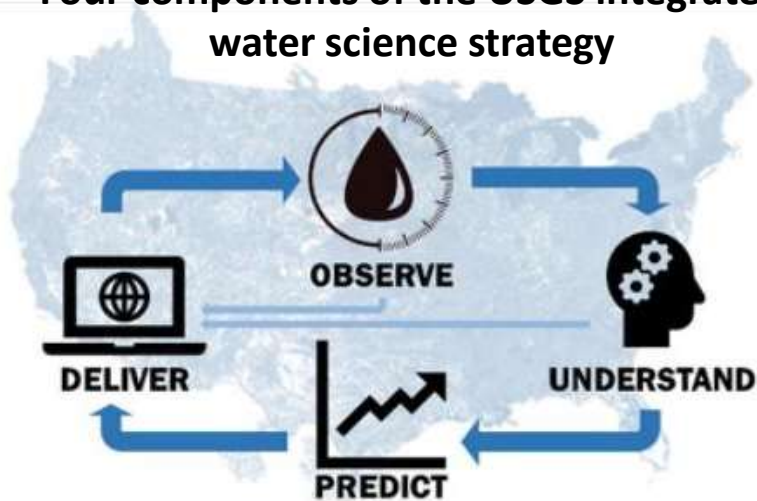 Four components of the USGS integrate
water science strategy
OBSERVE
DELIVER
UNDERSTAND
PREDICT